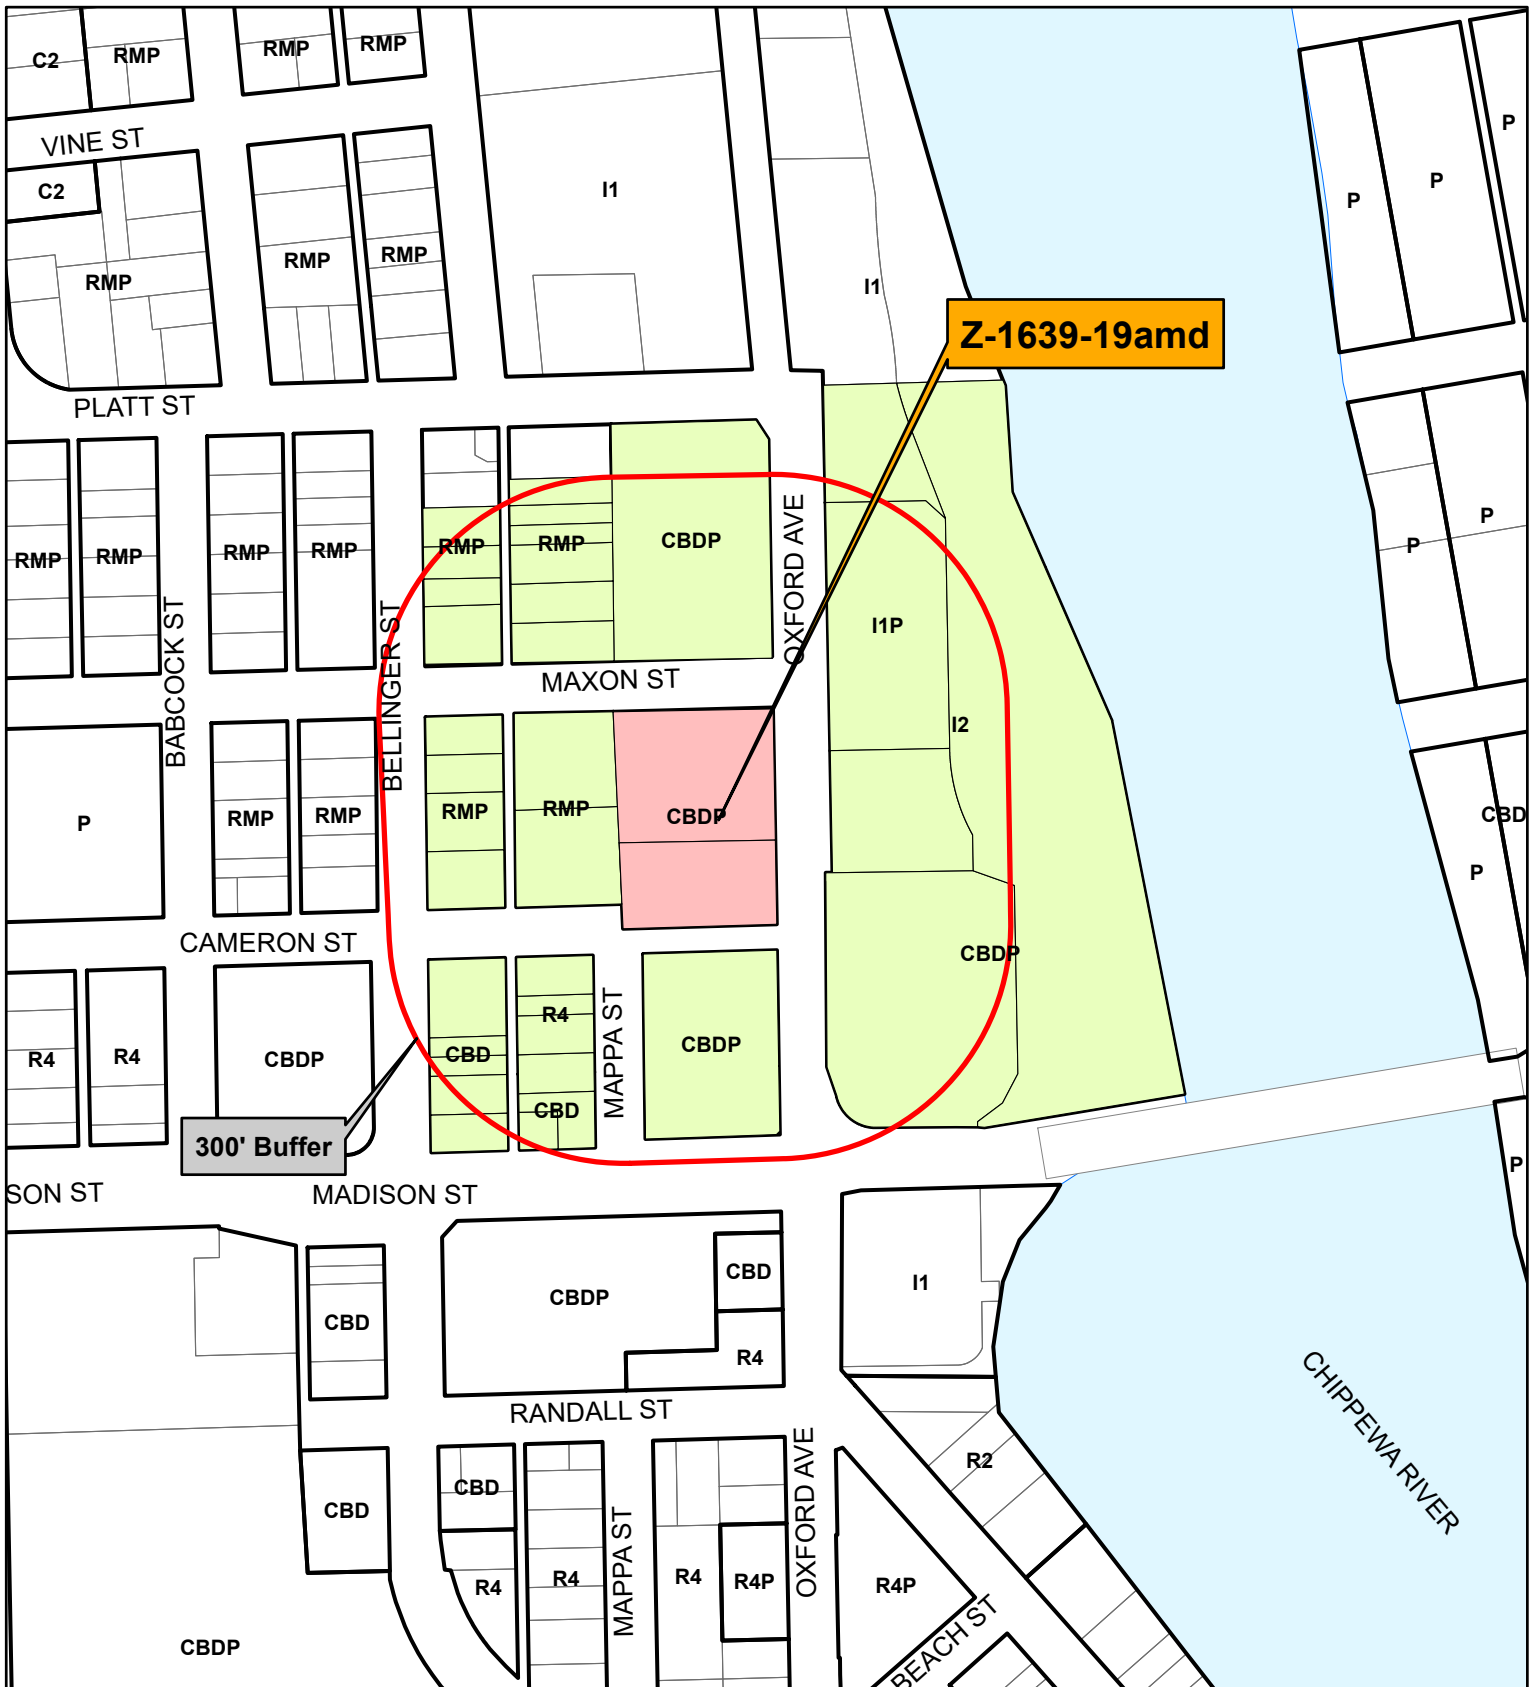 C2
RMP
RMP
RMP
P
VINE ST
C2
I1
P
P
RMP
RMP
RMP
I1
Z-1639-19amd
PLATT ST
RMP
RMP
RMP
RMP
RMP
RMP
CBDP
OXFORD AVE
P
P
BABCOCK ST
BELLINGER ST
I1P
MAXON ST
I2
P
RMP
RMP
RMP
RMP
CBDP
CBD
P
CAMERON ST
CBDP
R4
R4
CBDP
CBD
R4
CBD
MAPPA ST
CBDP
300' Buffer
P
SON ST
MADISON ST
CBD
CBDP
CBD
R4
I1
CHIPPEWA RIVER
RANDALL ST
CBD
CBD
R4
R4
MAPPA ST
R4
R4P
OXFORD AVE
R4P
R2
BEACH ST
CBDP